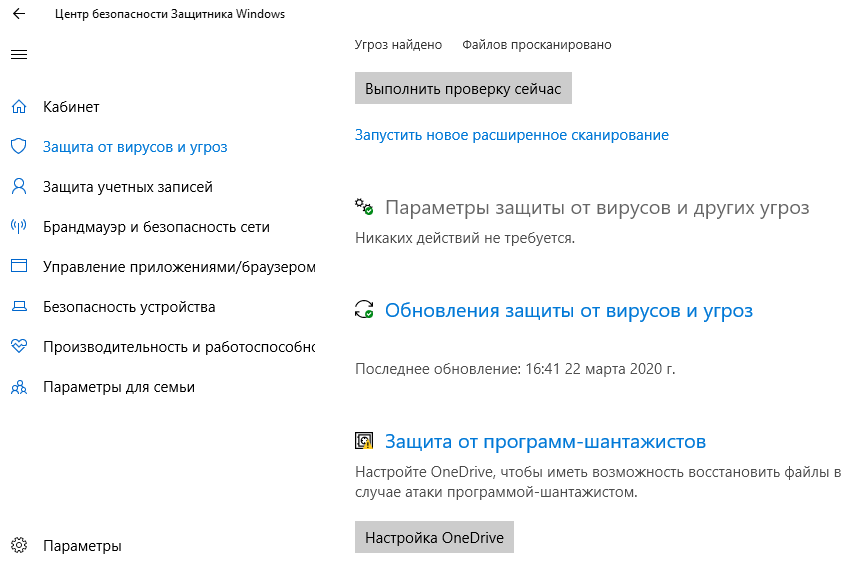 Центр безопасности Защитника Windows
Кабинет
Защита от вирусов и угроз
Защита учетных записей
Брандмауэр и безопасность сети
Управление приложениями/браузером
Безопасность устройства
Производительность и работоспособно
Параметры для семьи
Параметры
Угроз найдено Файлов просканировано
Выполнить проверку сейчас
Запустить новое расширенное сканирование
Параметры защиты от вирусов и других угроз
Никаких действий не требуется.
Обновления защиты от вирусов и угроз
Последнее обновление: 16:41 22 марта 2020 г.
Защита от программ-шантажистов
Настройте OneDrive, чтобы иметь возможность восстановить файлы в
случае атаки программой-шантажистом.
Настройка OneDrive